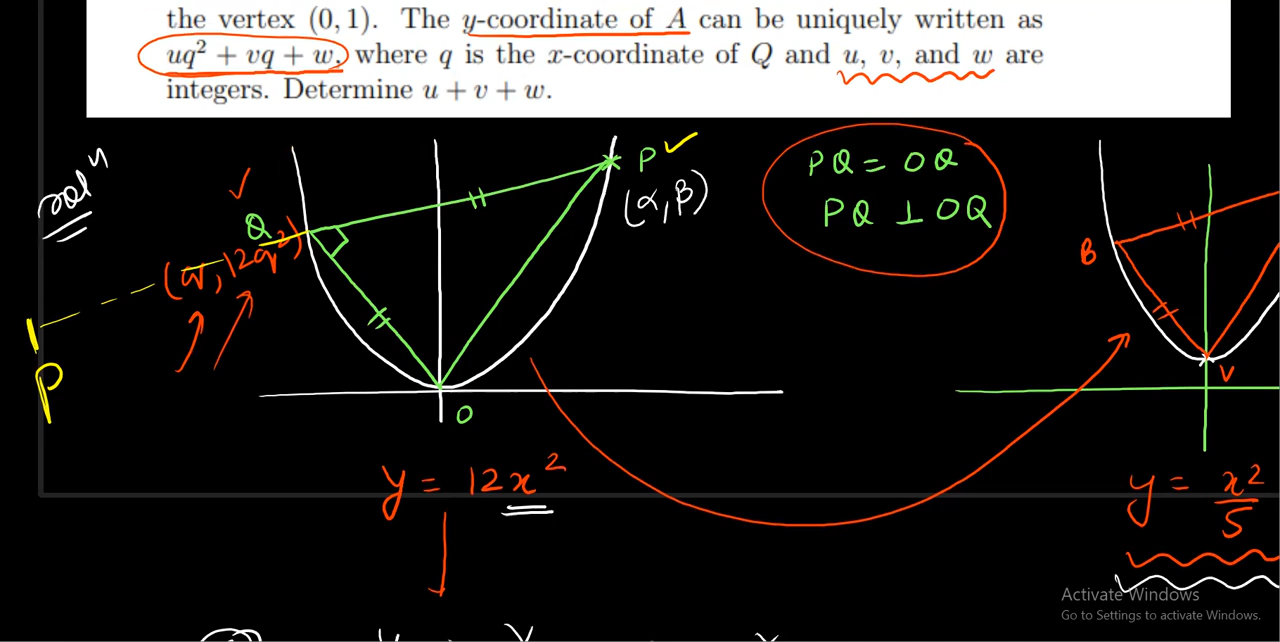 the vertex (0, 1). The y-coordinate of A can be uniquely written as
uq² + vq + w, where q is the x-coordinate of Q and u, v, and w are
integers. Determine u + v + w.
solⁿ
P
(α, β)
Q
(q, 12q²)
P
O
PQ = OQ
PQ ⊥ OQ
B
V
y = 12x²
y = x²/5
Activate Windows
Go to Settings to activate Windows.